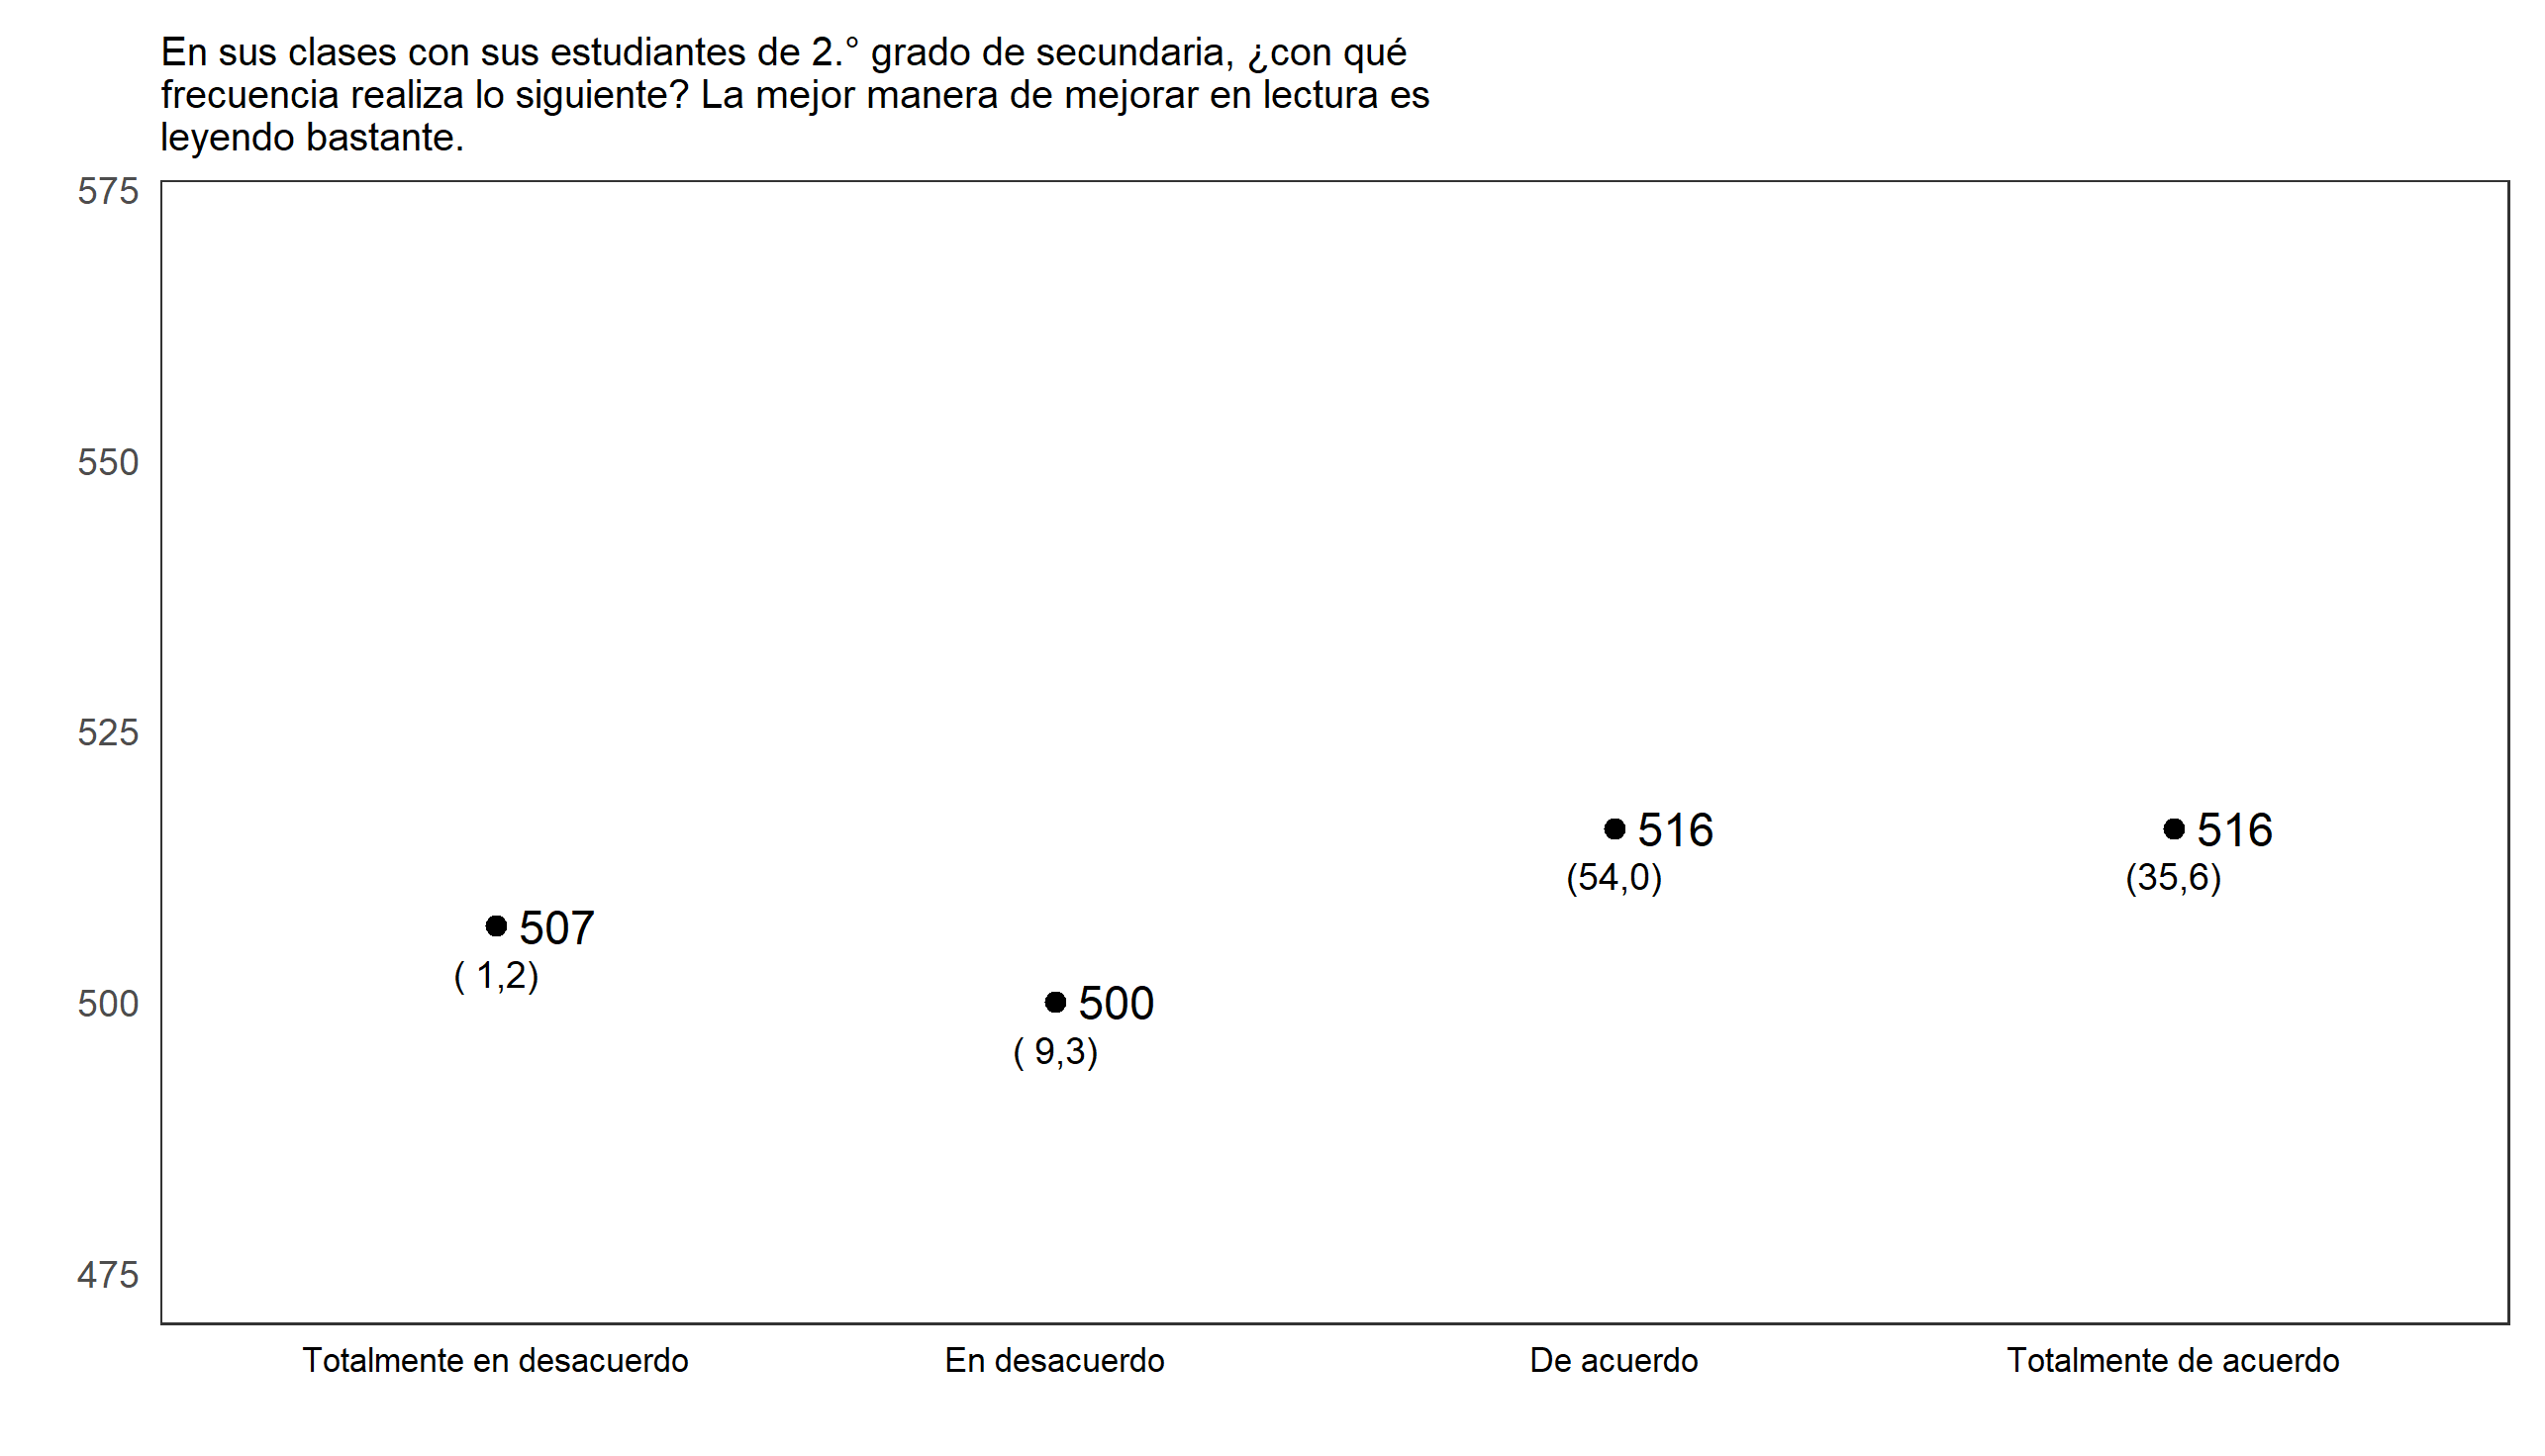 En sus clases con sus estudiantes de 2.° grado de secundaria, ¿con qué
frecuencia realiza lo siguiente? La mejor manera de mejorar en lectura es
leyendo bastante.
575
550
525
500
475
507
( 1,2)
500
( 9,3)
516
(54,0)
516
(35,6)
Totalmente en desacuerdo
En desacuerdo
De acuerdo
Totalmente de acuerdo